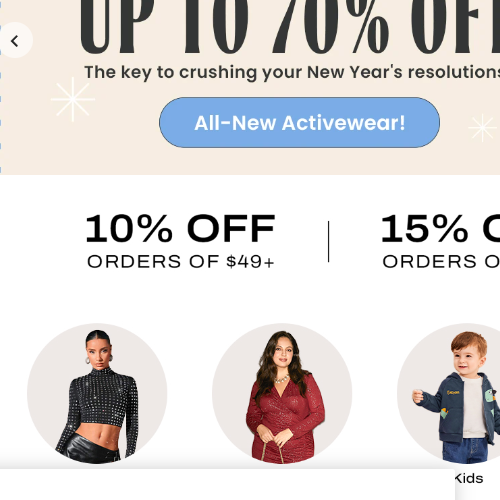 UP TO 70% OFF
The key to crushing your New Year's resolutions
All-New Activewear!
10% OFF
ORDERS OF $49+
15%
ORDERS
Kids